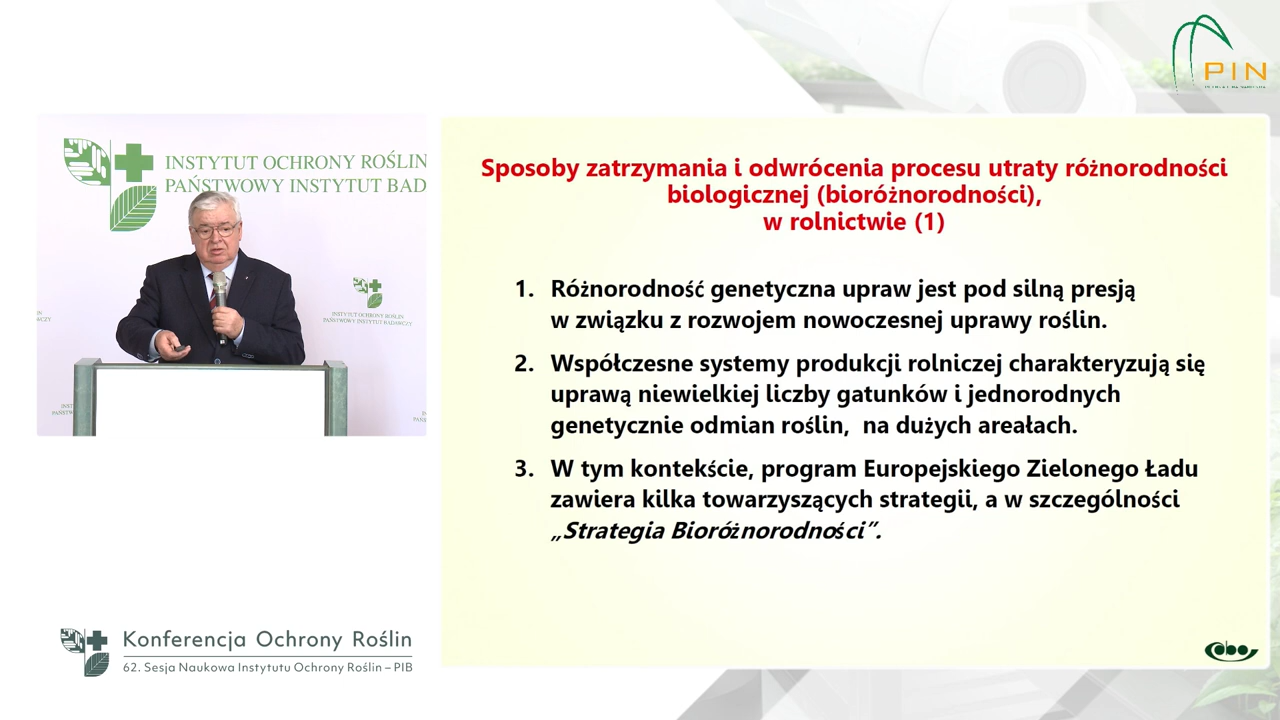 PIN
INSTYTUT OCHRONY ROŚLIN
PAŃSTWOWY INSTYTUT BAD
INSTYTUT OCHRONY ROŚLIN
PAŃSTWOWY INSTYTUT BADAWCZY
Sposoby zatrzymania i odwrócenia procesu utraty różnorodności
biologicznej (bioróżnorodności),
w rolnictwie (1)
1. Różnorodność genetyczna upraw jest pod silną presją
w związku z rozwojem nowoczesnej uprawy roślin.
2. Współczesne systemy produkcji rolniczej charakteryzują się
uprawą niewielkiej liczby gatunków i jednorodnych
genetycznie odmian roślin, na dużych areałach.
3. W tym kontekście, program Europejskiego Zielonego Ładu
zawiera kilka towarzyszących strategii, a w szczególności
„Strategia Bioróżnorodności”.
Konferencja Ochrony Roślin
62. Sesja Naukowa Instytutu Ochrony Roślin – PIB